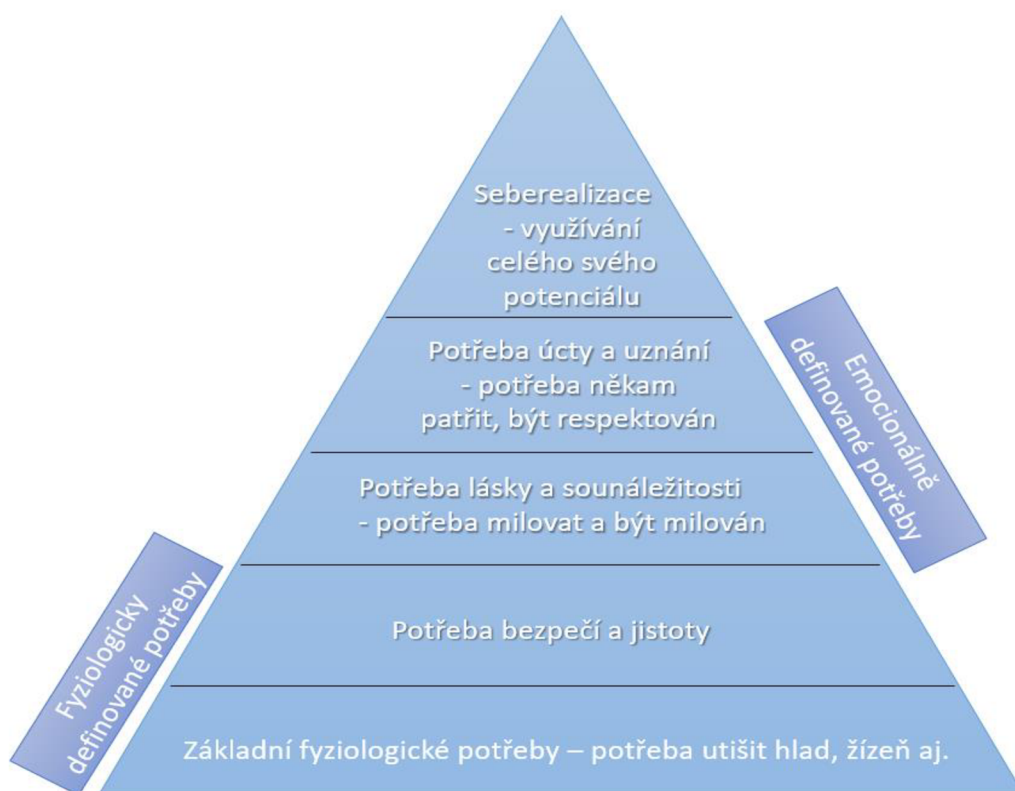 Seberealizace
- využívání
celého svého
potenciálu
Potřeba úcty a uznání
- potřeba někam
patřit, být respektován
Emocionálně
definované potřeby
Potřeba lásky a sounáležitosti
- potřeba milovat a být milován
Fyziologicky
definované potřeby
Potřeba bezpečí a jistoty
Základní fyziologické potřeby – potřeba utišit hlad, žízeň aj.